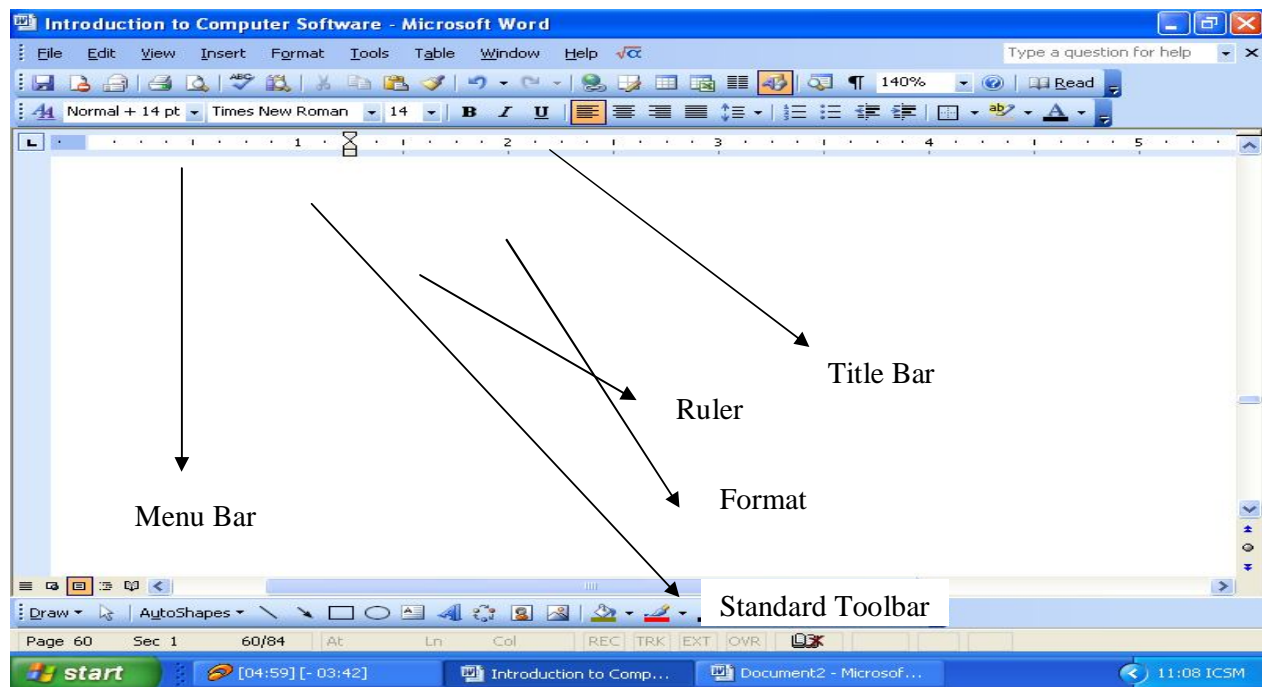 Introduction to Computer Software - Microsoft Word
File Edit View Insert Format Tools Table Window Help √α Type a question for help
ABC ¶ 140% Read
Normal + 14 pt Times New Roman 14 B I U ab A
1 2 3 4 5
Title Bar
Ruler
Format
Menu Bar
Standard Toolbar
Draw AutoShapes
Page 60 Sec 1 60/84 At Ln Col REC TRK EXT OVR
start [04:59] [- 03:42] Introduction to Comp... Document2 - Microsof... 11:08 ICSM